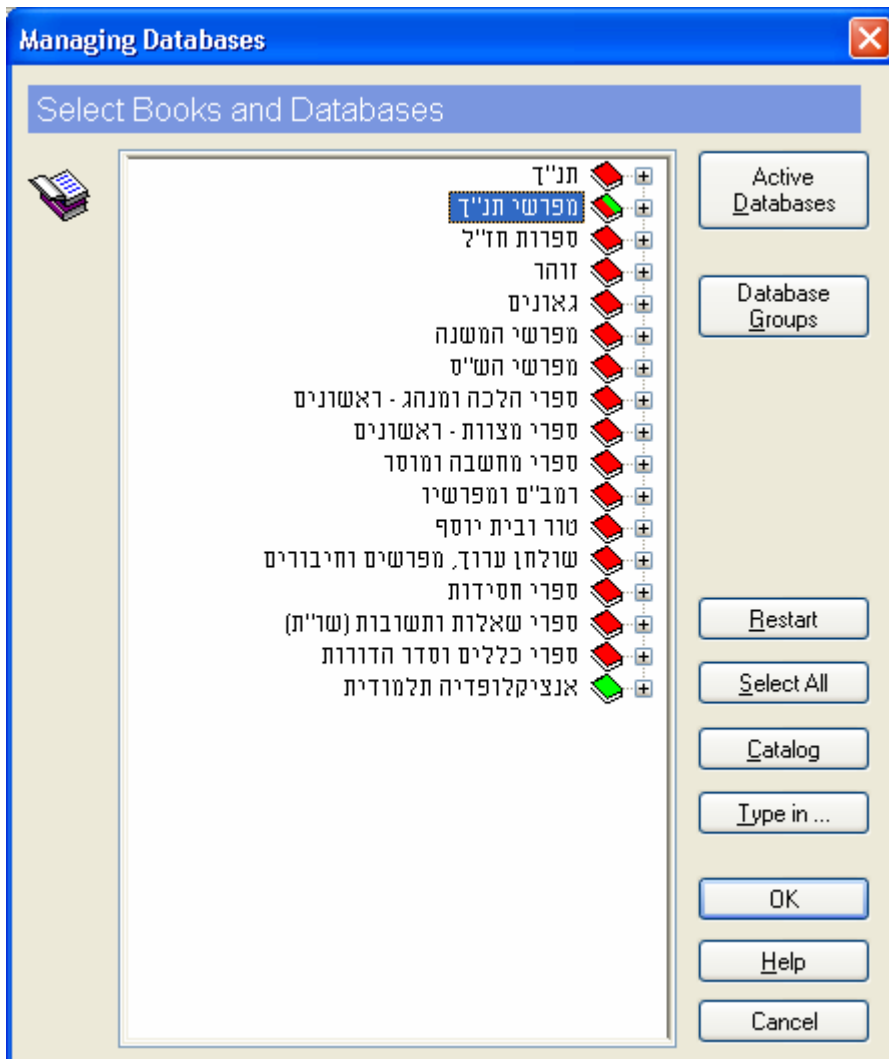 Managing Databases
Select Books and Databases
תנ"ך
מפרשי תנ"ך
ספרות חז"ל
זוהר
גאונים
מפרשי המשנה
מפרשי הש"ס
ספרי הלכה ומנהג - ראשונים
ספרי מצוות - ראשונים
ספרי מחשבה ומוסר
רמב"ם ומפרשיו
טור ובית יוסף
שולחן ערוך, מפרשים וחיבורים
ספרי חסידות
ספרי שאלות ותשובות (שו"ת)
ספרי כללים וסדר הדורות
אנציקלופדיה תלמודית
Active
Databases
Database
Groups
Restart
Select All
Catalog
Type in ...
OK
Help
Cancel